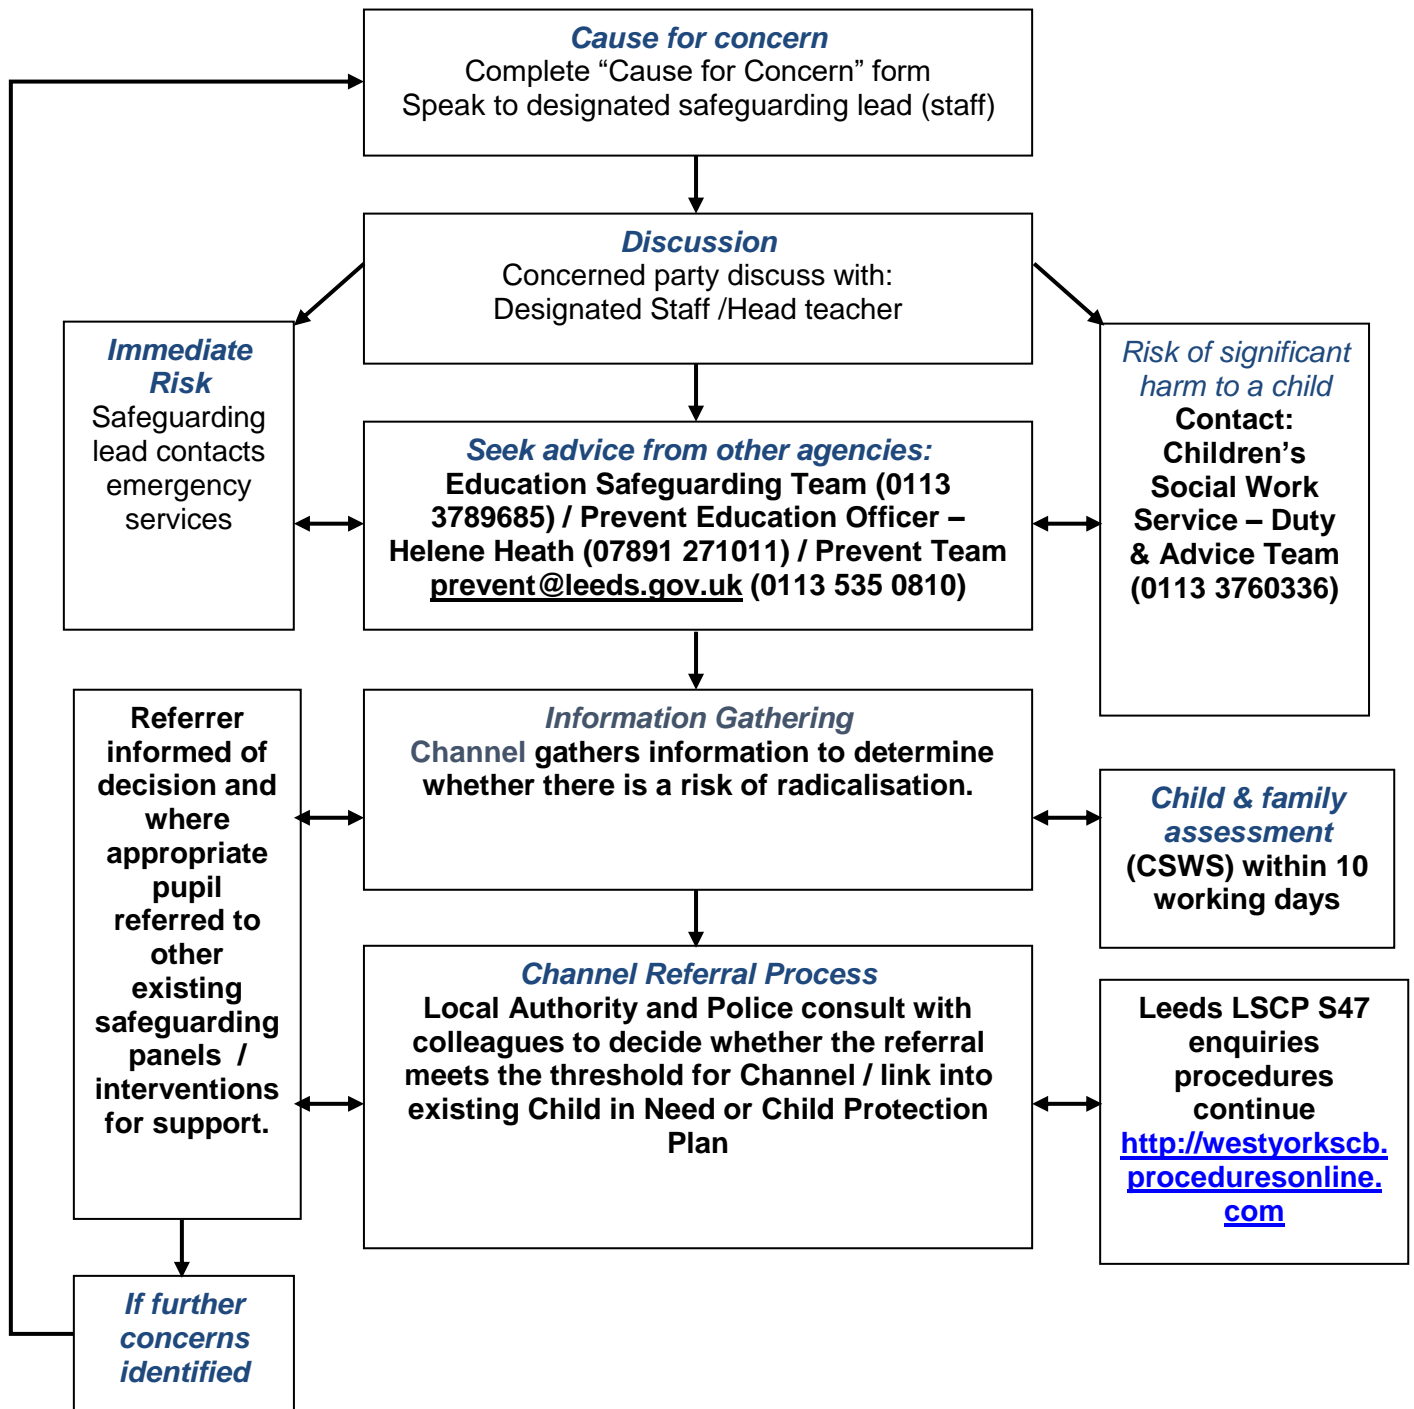 Cause for concern
Complete “Cause for Concern” form
Speak to designated safeguarding lead (staff)
Discussion
Concerned party discuss with:
Designated Staff /Head teacher
Immediate
Risk
Safeguarding
lead contacts
emergency
services
Seek advice from other agencies:
Education Safeguarding Team (0113
3789685) / Prevent Education Officer –
Helene Heath (07891 271011) / Prevent Team
prevent@leeds.gov.uk (0113 535 0810)
Risk of significant
harm to a child
Contact:
Children’s
Social Work
Service – Duty
& Advice Team
(0113 3760336)
Referrer
informed of
decision and
where
appropriate
pupil
referred to
other
existing
safeguarding
panels /
interventions
for support.
Information Gathering
Channel gathers information to determine
whether there is a risk of radicalisation.
Child & family
assessment
(CSWS) within 10
working days
Channel Referral Process
Local Authority and Police consult with
colleagues to decide whether the referral
meets the threshold for Channel / link into
existing Child in Need or Child Protection
Plan
Leeds LSCP S47
enquiries
procedures
continue
http://westyorkscb.
proceduresonline.
com
If further
concerns
identified